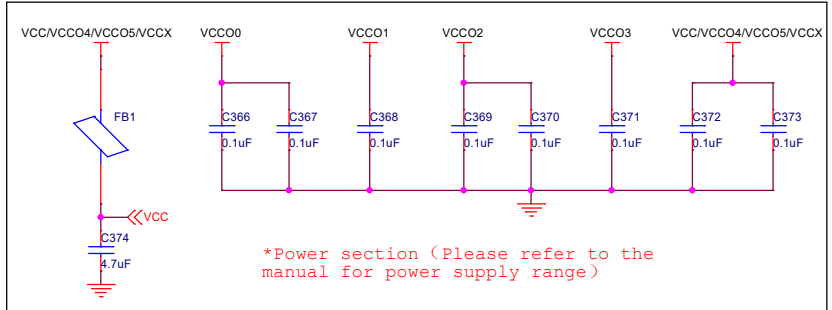 VCC/VCCO4/VCCO5/VCCX
VCCO0
VCCO1
VCCO2
VCCO3
VCC/VCCO4/VCCO5/VCCX
FB1
C366
0.1uF
C367
0.1uF
C368
0.1uF
C369
0.1uF
C370
0.1uF
C371
0.1uF
C372
0.1uF
C373
0.1uF
VCC
C374
4.7uF
*Power section（Please refer to the
manual for power supply range）